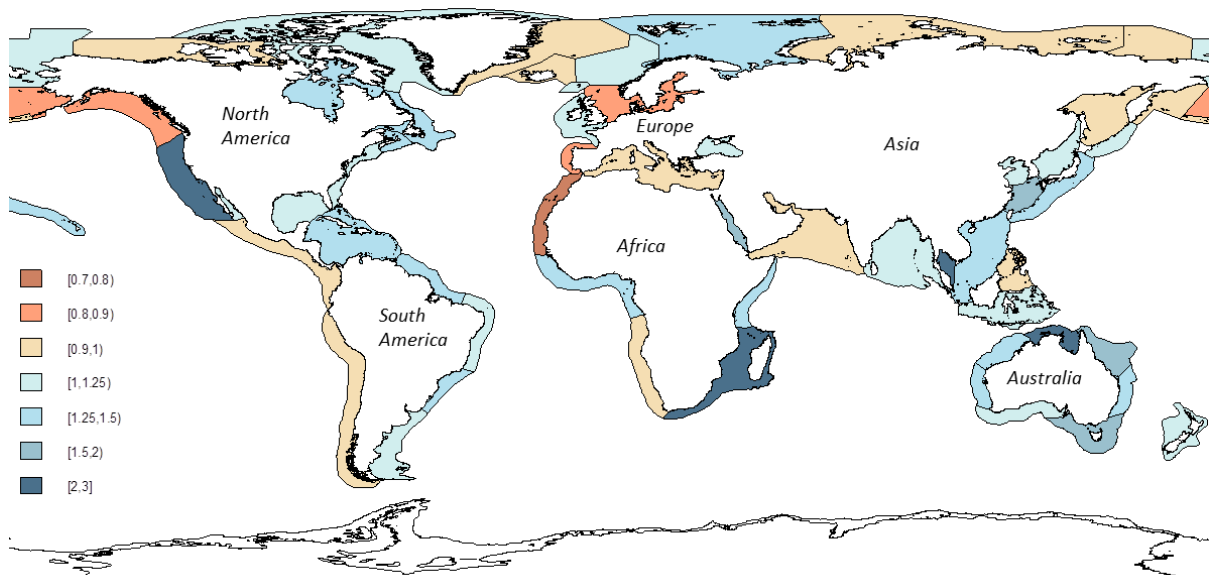 North
America
Europe
Asia
Africa
South
America
Australia
[0.7,0.8)
[0.8,0.9)
[0.9,1)
[1,1.25)
[1.25,1.5)
[1.5,2)
[2,3]